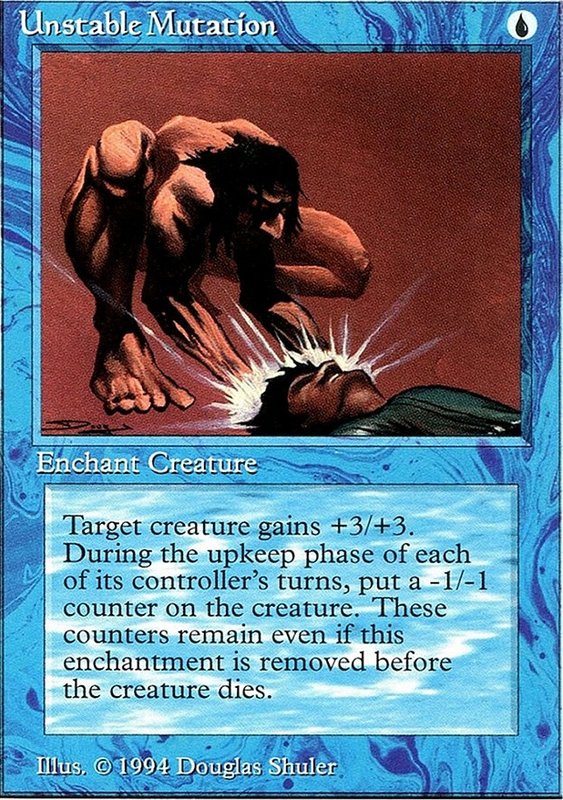 Unstable Mutation
Enchant Creature
Target creature gains +3/+3.
During the upkeep phase of each
of its controller's turns, put a -1/-1
counter on the creature. These
counters remain even if this
enchantment is removed before
the creature dies.
Illus. © 1994 Douglas Shuler